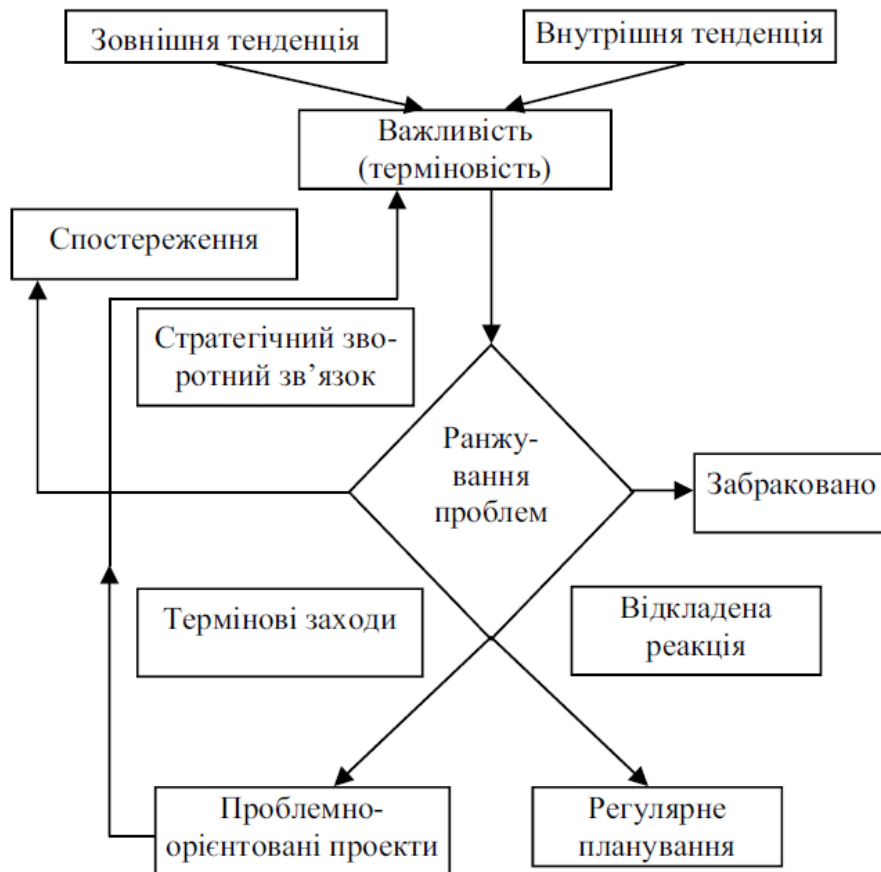 Зовнішня тенденція
Внутрішня тенденція
Важливість
(терміновість)
Спостереження
Стратегічний зво-
ротний зв’язок
Ранжу-
вання
проблем
Забраковано
Термінові заходи
Відкладена
реакція
Проблемно-
орієнтовані проекти
Регулярне
планування